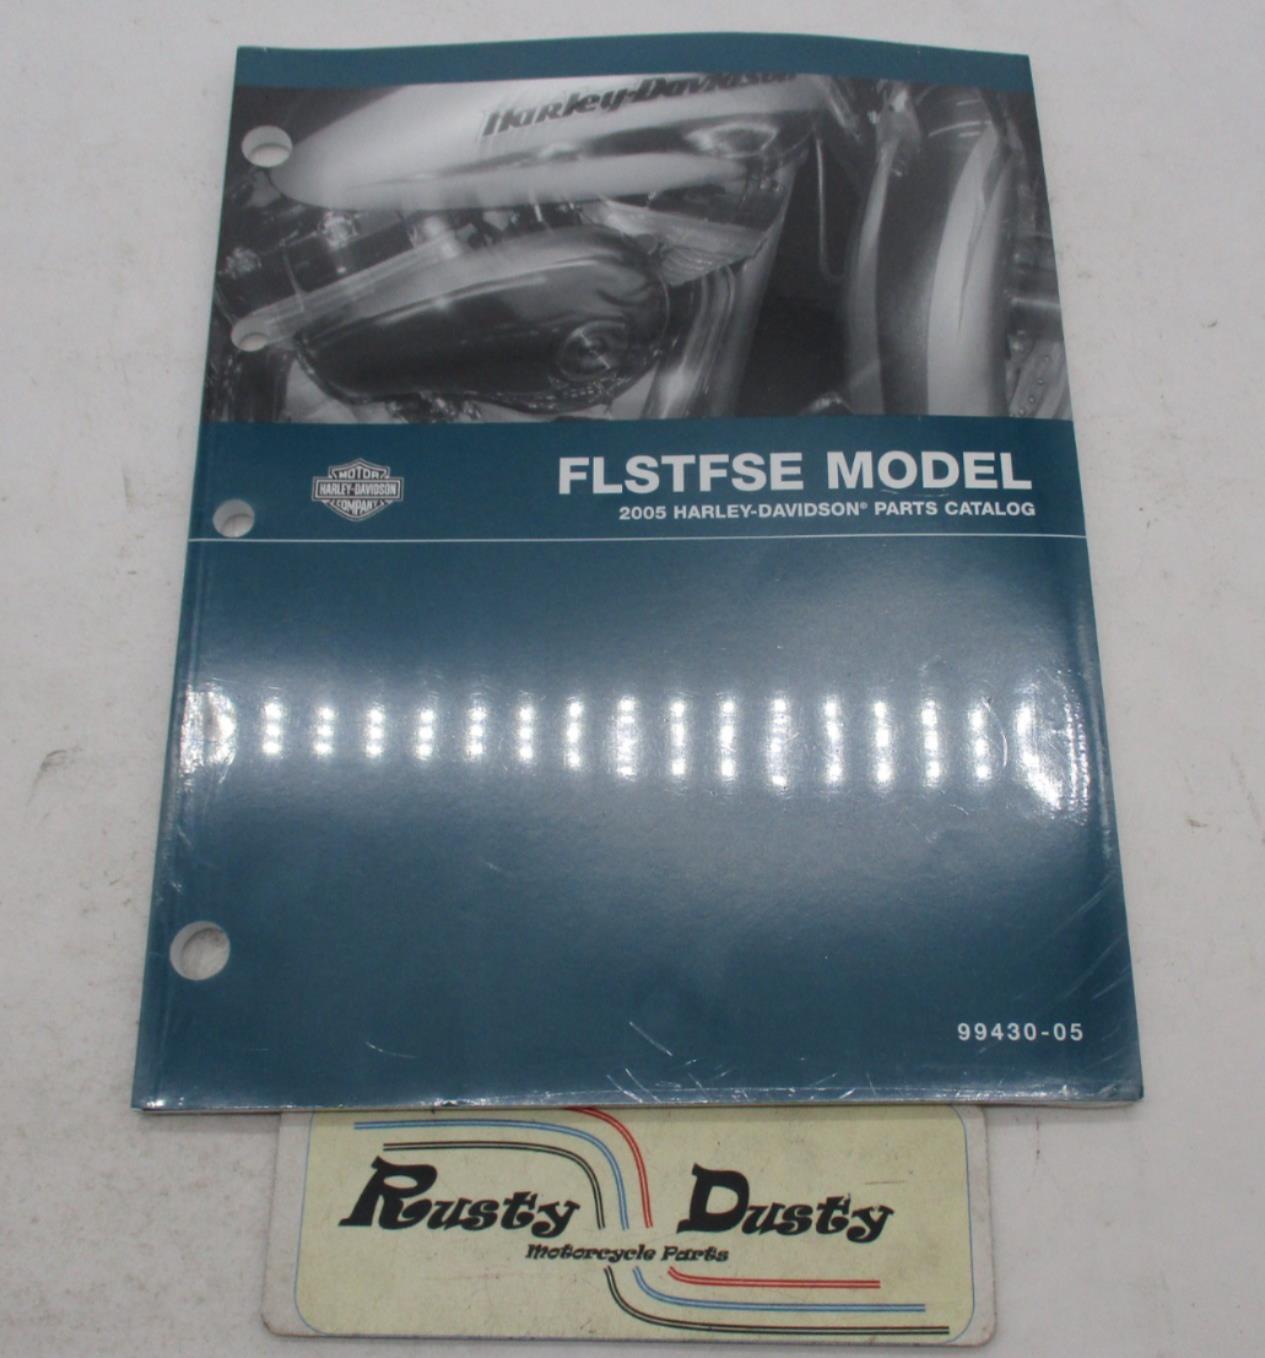 Harley-Davidson
MOTOR
HARLEY-DAVIDSON
COMPANY
FLSTFSE MODEL
2005 HARLEY-DAVIDSON® PARTS CATALOG
99430-05
Rusty Dusty
Motorcycle Parts